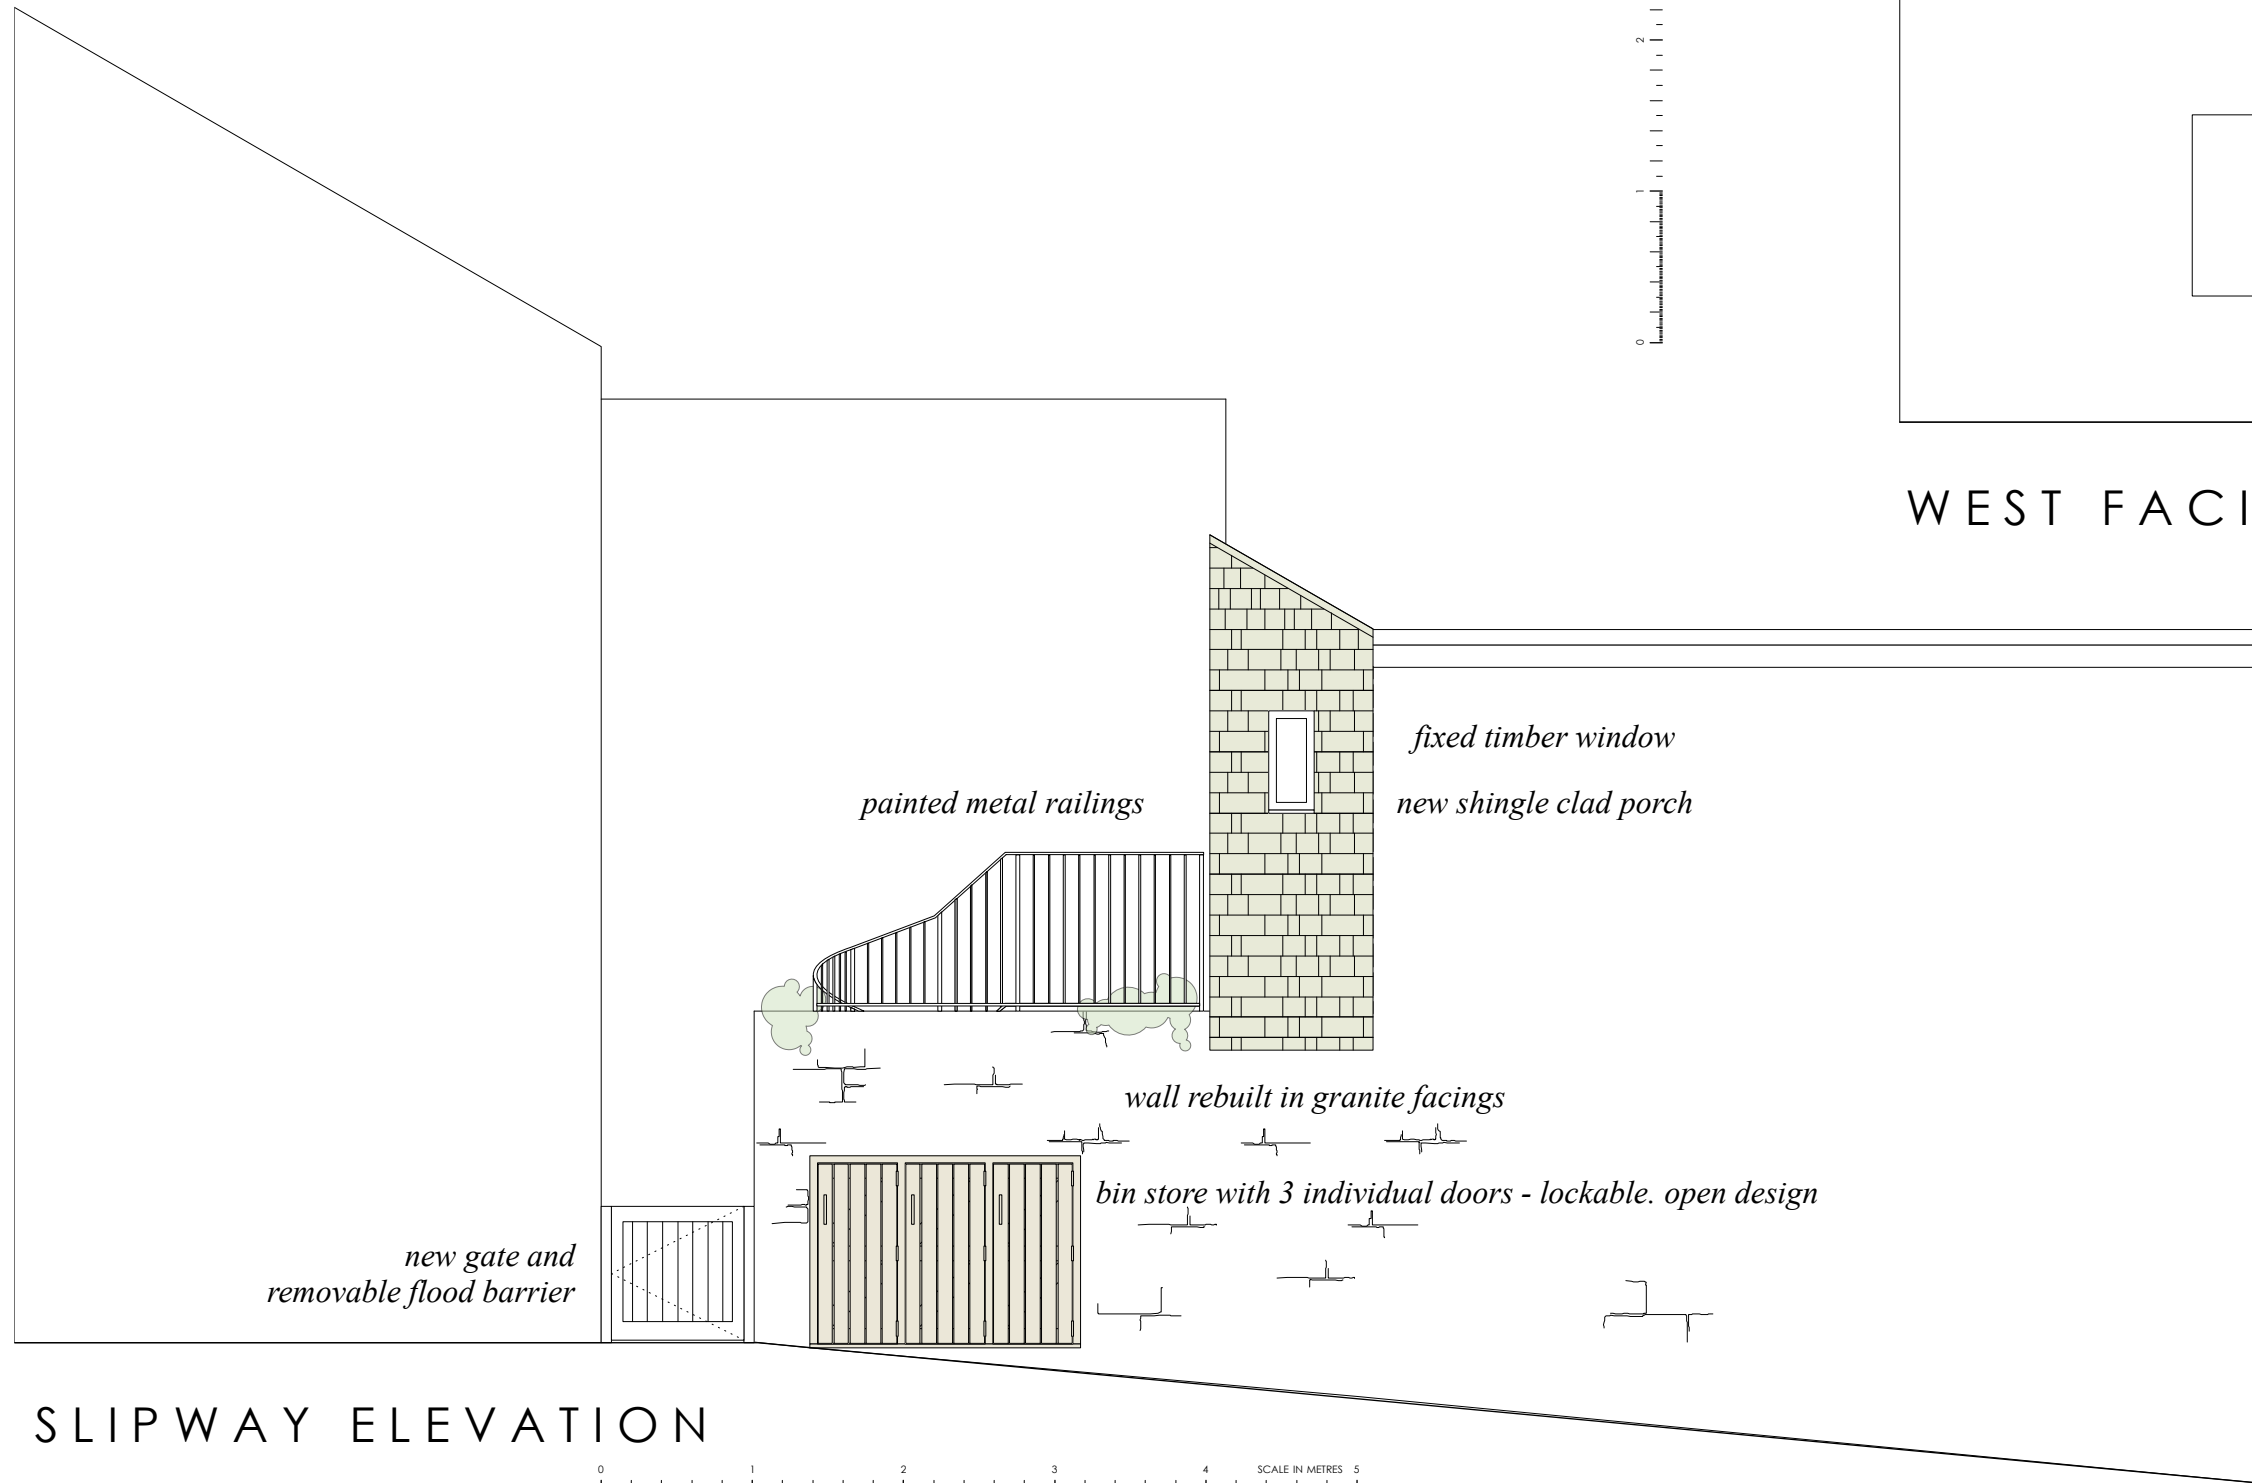 2
1
0
WEST FACI
fixed timber window
painted metal railings
new shingle clad porch
wall rebuilt in granite facings
bin store with 3 individual doors - lockable. open design
new gate and
removable flood barrier
SLIPWAY ELEVATION
0 1 2 3 4 SCALE IN METRES 5